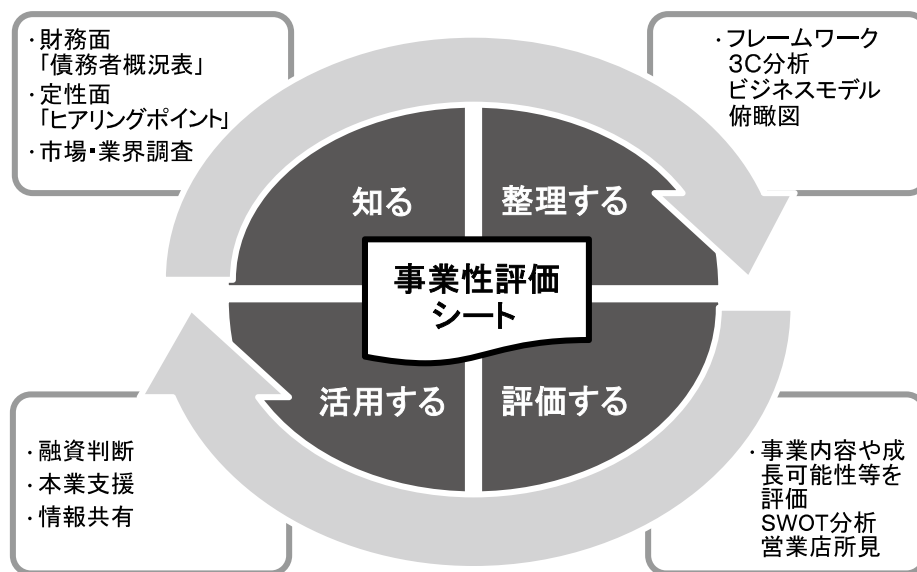 ・財務面
「債務者概況表」
・定性面
「ヒアリングポイント」
・市場・業界調査
・フレームワーク
3C分析
ビジネスモデル
俯瞰図
知る
整理する
事業性評価
シート
活用する
評価する
・融資判断
・本業支援
・情報共有
・事業内容や成
長可能性等を
評価
SWOT分析
営業店所見